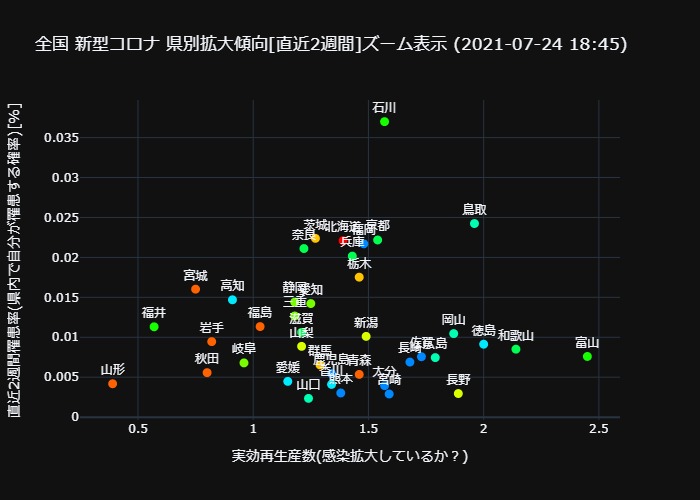 全国 新型コロナ 県別拡大傾向[直近2週間]ズーム表示 (2021-07-24 18:45)
直近2週間罹患率(県内で自分が罹患する確率)[%]
石川
0.035
0.03
0.025
鳥取
茨城
北海道
京都
福岡
奈良
兵庫
0.02
栃木
宮城
高知
静岡
愛知
0.015
三重
福井
福島
滋賀
新潟
岡山
岩手
山梨
徳島
和歌山
0.01
佐賀
広島
長崎
群馬
岐阜
富山
秋田
鹿児島
青森
愛媛
香川
大分
山形
0.005
熊本
宮崎
長野
山口
0
0.5
1
1.5
2
2.5
実効再生産数(感染拡大しているか？)